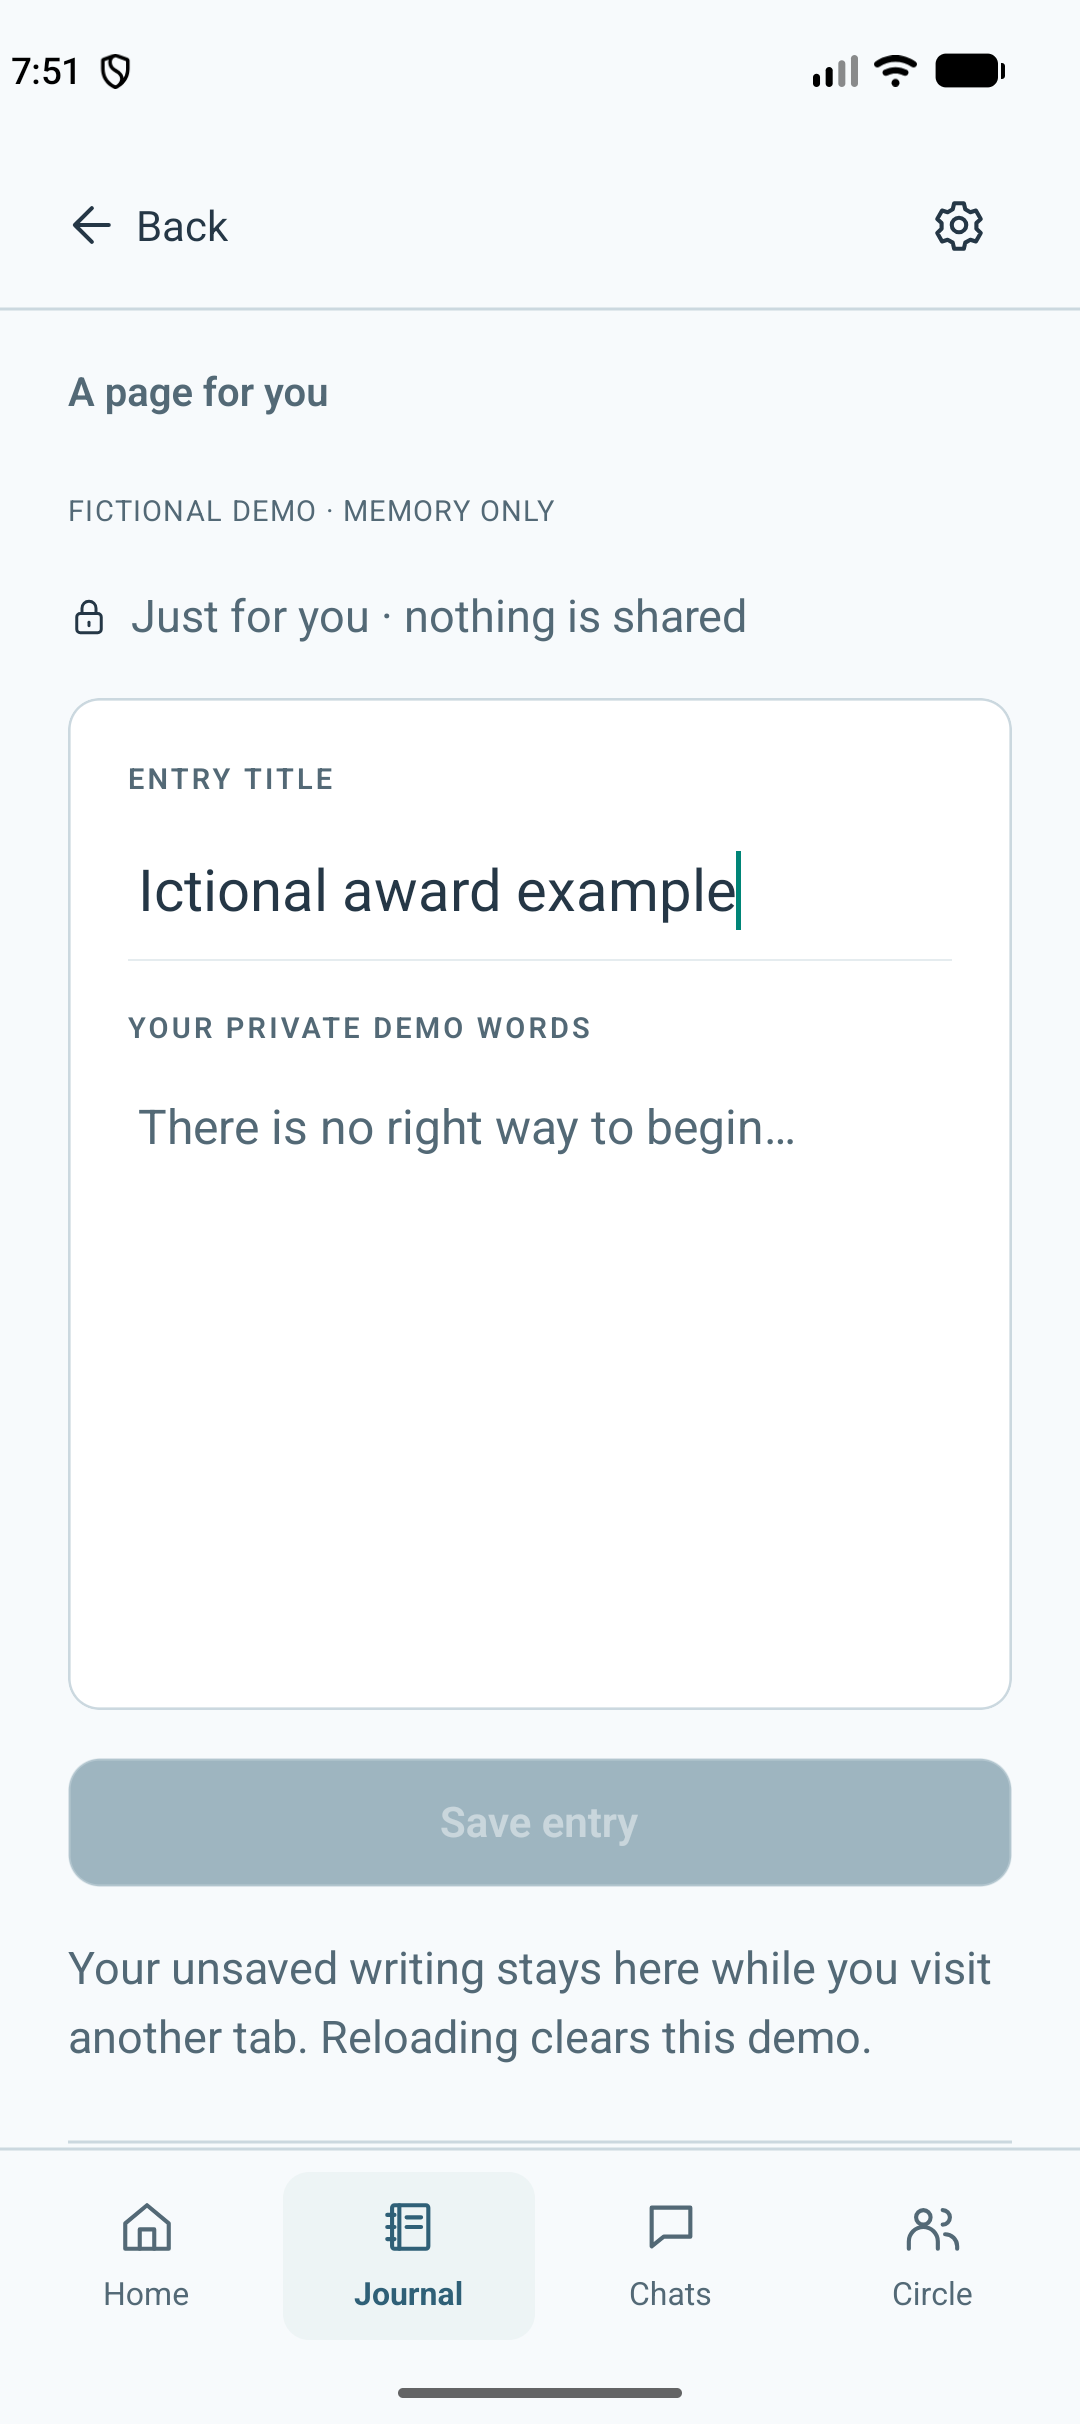 7:51
Back
A page for you
FICTIONAL DEMO · MEMORY ONLY
Just for you · nothing is shared
ENTRY TITLE
Ictional award example
YOUR PRIVATE DEMO WORDS
There is no right way to begin…
Save entry
Your unsaved writing stays here while you visit
another tab. Reloading clears this demo.
Home Journal Chats Circle